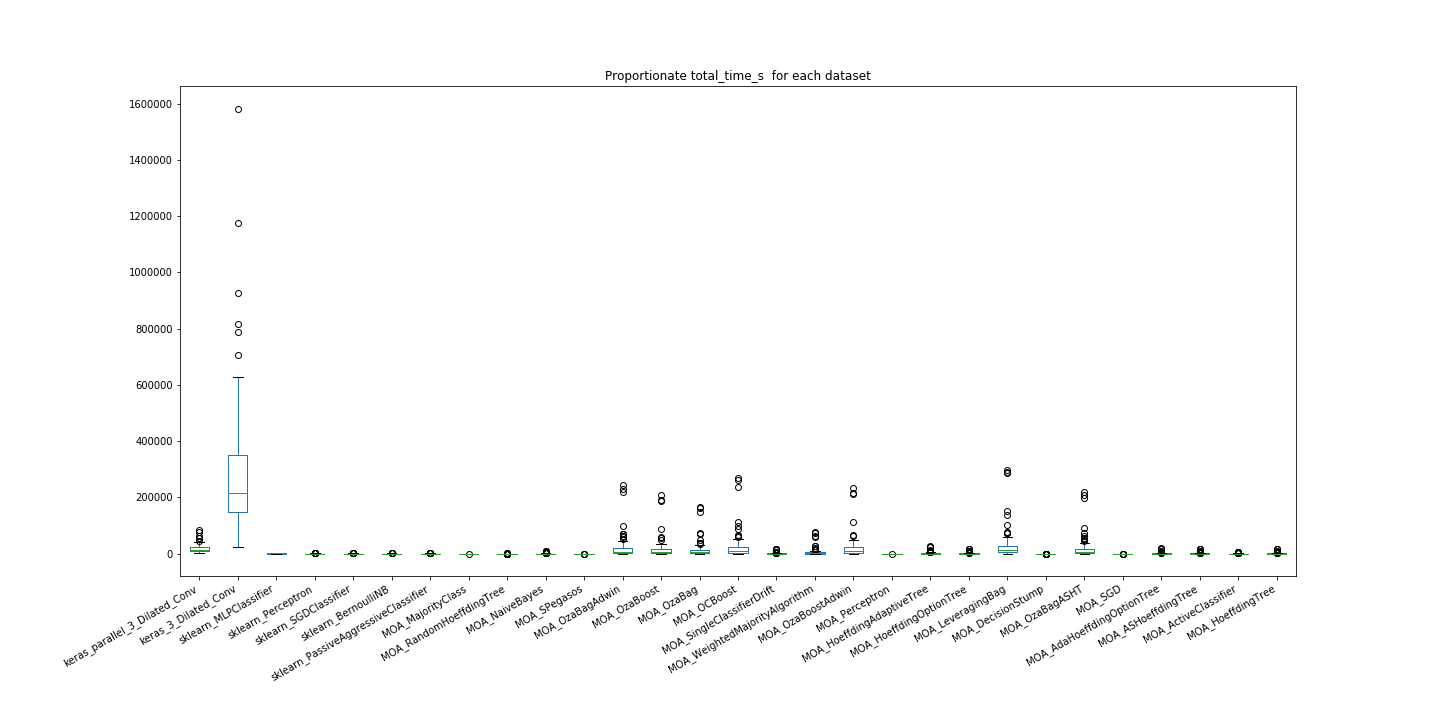 Proportionate total_time_s  for each dataset
1600000
1400000
1200000
1000000
800000
600000
400000
200000
0
keras_parallel_3_Dilated_Conv
keras_3_Dilated_Conv
sklearn_MLPClassifier
sklearn_Perceptron
sklearn_SGDClassifier
sklearn_BernoulliNB
sklearn_PassiveAggressiveClassifier
MOA_MajorityClass
MOA_RandomHoeffdingTree
MOA_NaiveBayes
MOA_SPegasos
MOA_OzaBagAdwin
MOA_OzaBoost
MOA_OzaBag
MOA_OCBoost
MOA_SingleClassifierDrift
MOA_WeightedMajorityAlgorithm
MOA_OzaBoostAdwin
MOA_Perceptron
MOA_HoeffdingAdaptiveTree
MOA_HoeffdingOptionTree
MOA_LeveragingBag
MOA_DecisionStump
MOA_OzaBagASHT
MOA_SGD
MOA_AdaHoeffdingOptionTree
MOA_ASHoeffdingTree
MOA_ActiveClassifier
MOA_HoeffdingTree